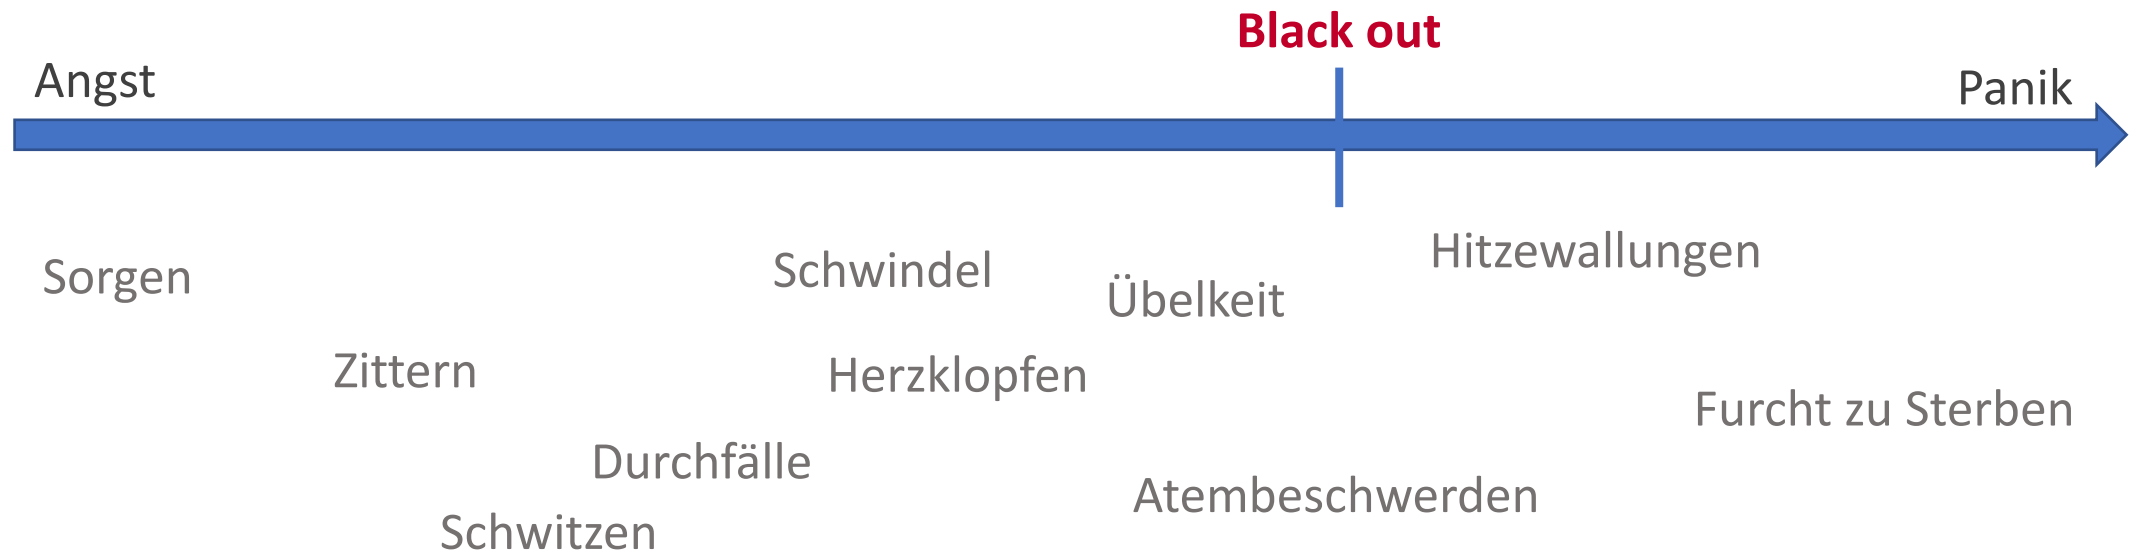 Black out
Angst
Panik
Sorgen
Schwindel
Übelkeit
Hitzewallungen
Zittern
Herzklopfen
Furcht zu Sterben
Durchfälle
Atembeschwerden
Schwitzen